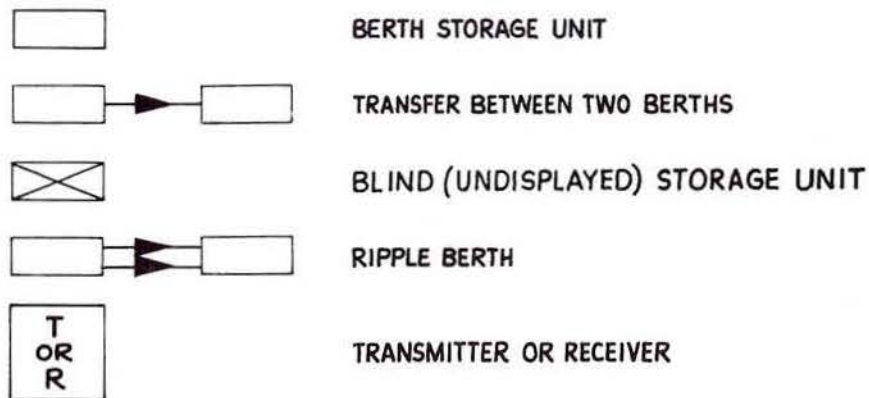 BERTH STORAGE UNIT
TRANSFER BETWEEN TWO BERTHS
BLIND (UNDISPLAYED) STORAGE UNIT
RIPPLE BERTH
T
OR
R
TRANSMITTER OR RECEIVER